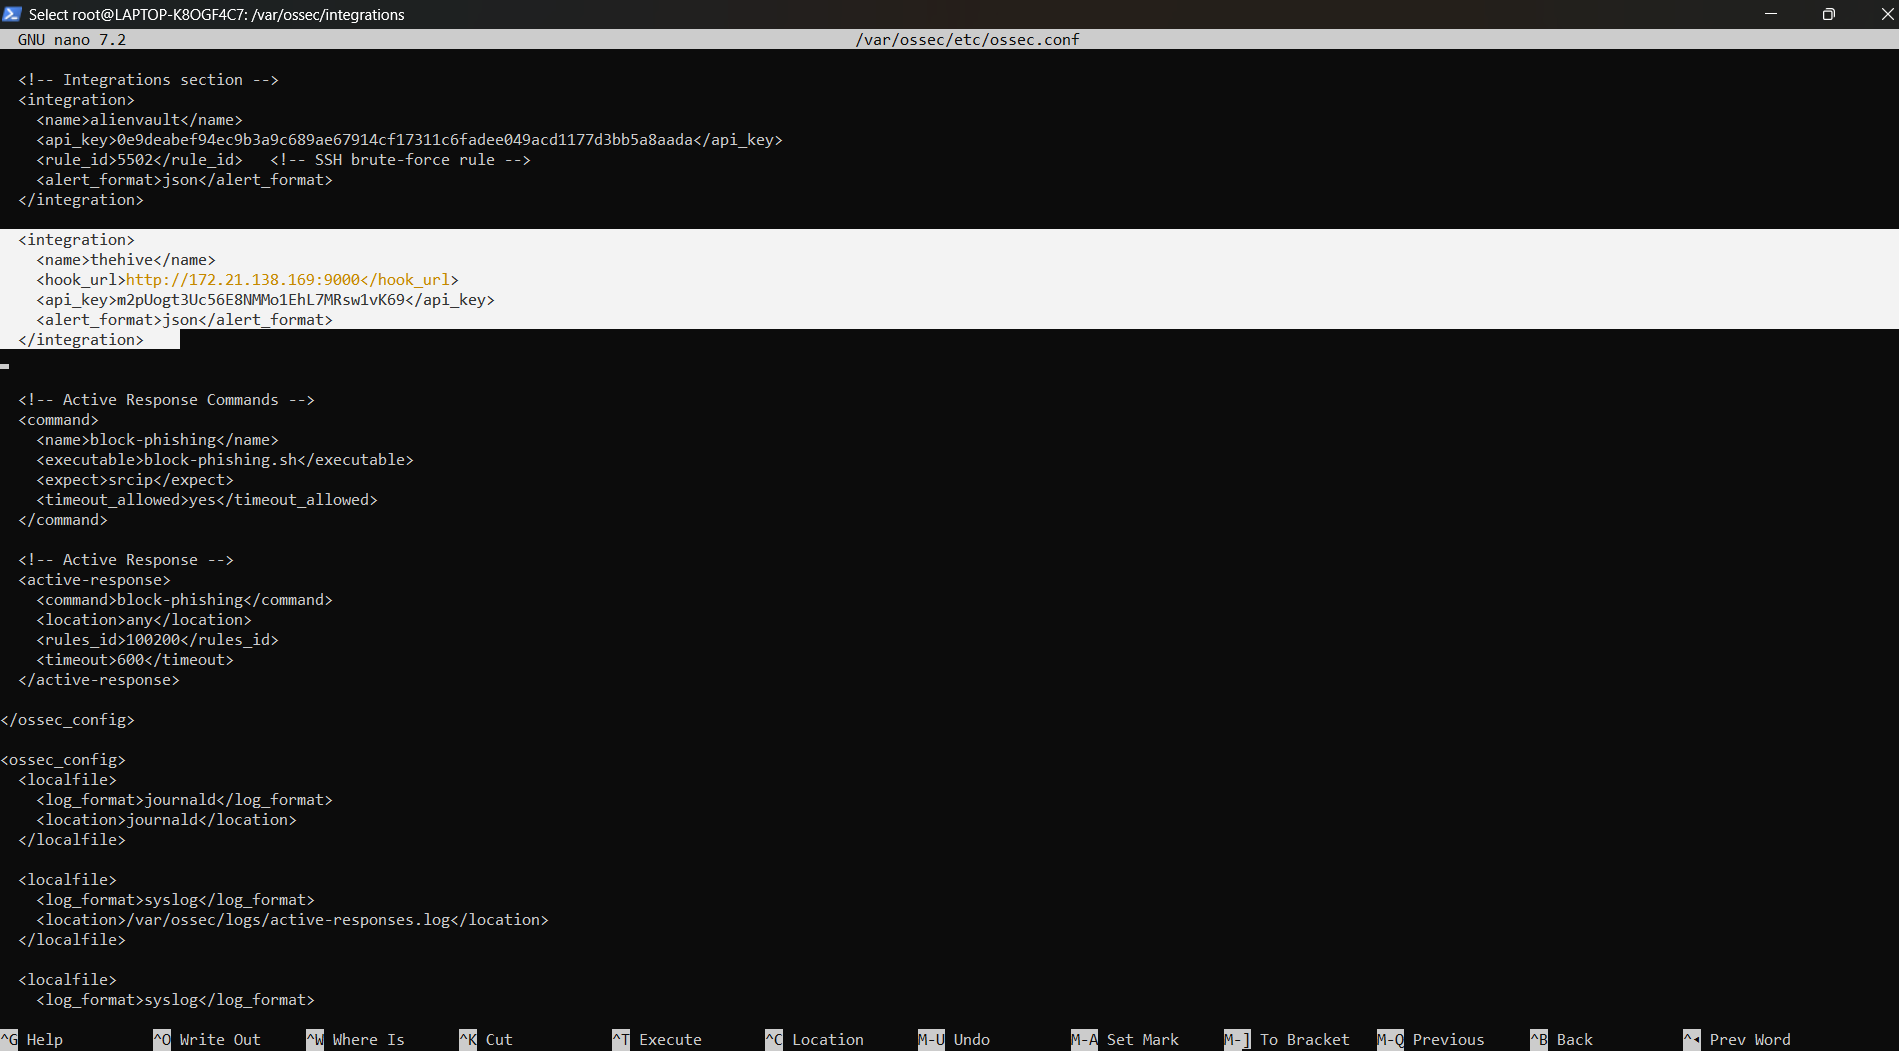 Select root@LAPTOP-K8OGF4C7: /var/ossec/integrations
GNU nano 7.2 /var/ossec/etc/ossec.conf
<!-- Integrations section -->
<integration>
<name>alienvault</name>
<api_key>0e9deabef94ec9b3a9c689ae67914cf17311c6fadee049acd1177d3bb5a8aada</api_key>
<rule_id>5502</rule_id> <!-- SSH brute-force rule -->
<alert_format>json</alert_format>
</integration>
<integration>
<name>thehive</name>
<hook_url>http://172.21.138.169:9000</hook_url>
<api_key>m2pUogt3Uc56E8NMMo1EhL7MRsw1vK69</api_key>
<alert_format>json</alert_format>
</integration>
<!-- Active Response Commands -->
<command>
<name>block-phishing</name>
<executable>block-phishing.sh</executable>
<expect>srcip</expect>
<timeout_allowed>yes</timeout_allowed>
</command>
<!-- Active Response -->
<active-response>
<command>block-phishing</command>
<location>any</location>
<rules_id>100200</rules_id>
<timeout>600</timeout>
</active-response>
</ossec_config>
<ossec_config>
<localfile>
<log_format>journald</log_format>
<location>journald</location>
</localfile>
<localfile>
<log_format>syslog</log_format>
<location>/var/ossec/logs/active-responses.log</location>
</localfile>
<localfile>
<log_format>syslog</log_format>
^G Help ^O Write Out ^W Where Is ^K Cut ^T Execute ^C Location M-U Undo M-A Set Mark M-] To Bracket M-Q Previous ^B Back ^◂ Prev Word